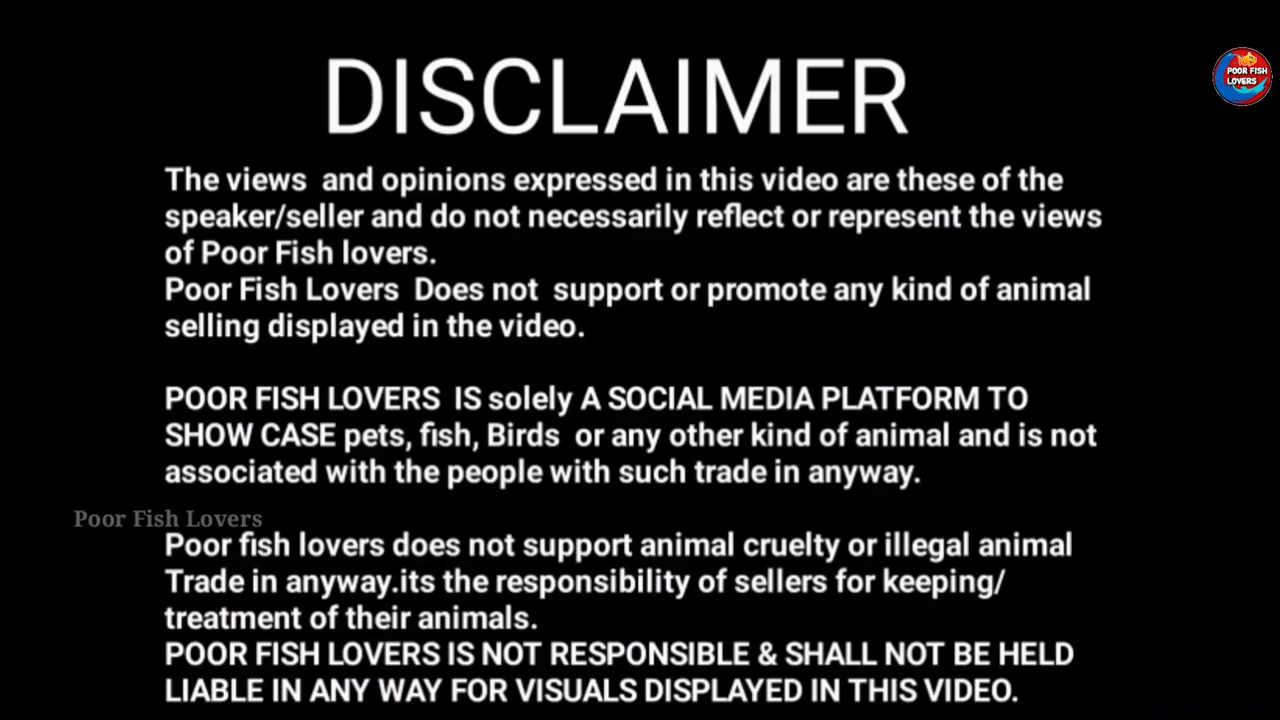 DISCLAIMER
POOR FISH
LOVERS
The views and opinions expressed in this video are these of the
speaker/seller and do not necessarily reflect or represent the views
of Poor Fish lovers.
Poor Fish Lovers Does not support or promote any kind of animal
selling displayed in the video.
POOR FISH LOVERS IS solely A SOCIAL MEDIA PLATFORM TO
SHOW CASE pets, fish, Birds or any other kind of animal and is not
associated with the people with such trade in anyway.
Poor Fish Lovers
Poor fish lovers does not support animal cruelty or illegal animal
Trade in anyway.its the responsibility of sellers for keeping/
treatment of their animals.
POOR FISH LOVERS IS NOT RESPONSIBLE & SHALL NOT BE HELD
LIABLE IN ANY WAY FOR VISUALS DISPLAYED IN THIS VIDEO.